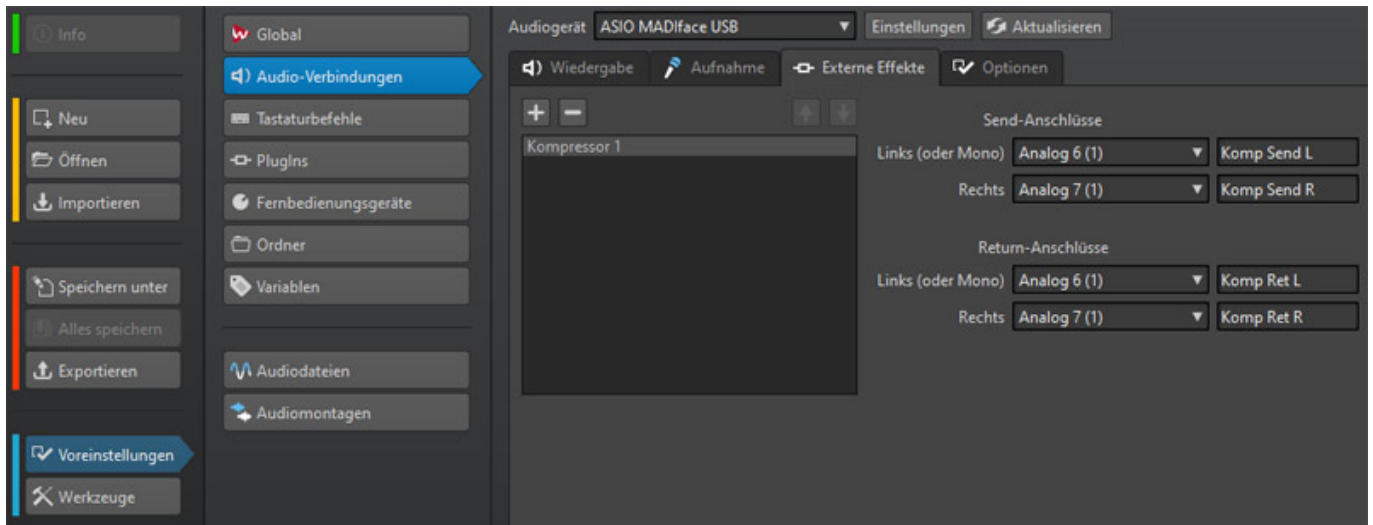 Info
Neu
Öffnen
Importieren
Speichern unter
Alles speichern
Exportieren
Voreinstellungen
Werkzeuge
Global
Audio-Verbindungen
Tastaturbefehle
PlugIns
Fernbedienungsgeräte
Ordner
Variablen
Audiodateien
Audiomontagen
Audiogerät ASIO MADIface USB Einstellungen Aktualisieren
Wiedergabe Aufnahme Externe Effekte Optionen
Kompressor 1
Send-Anschlüsse
Links (oder Mono) Analog 6 (1) Komp Send L
Rechts Analog 7 (1) Komp Send R
Return-Anschlüsse
Links (oder Mono) Analog 6 (1) Komp Ret L
Rechts Analog 7 (1) Komp Ret R